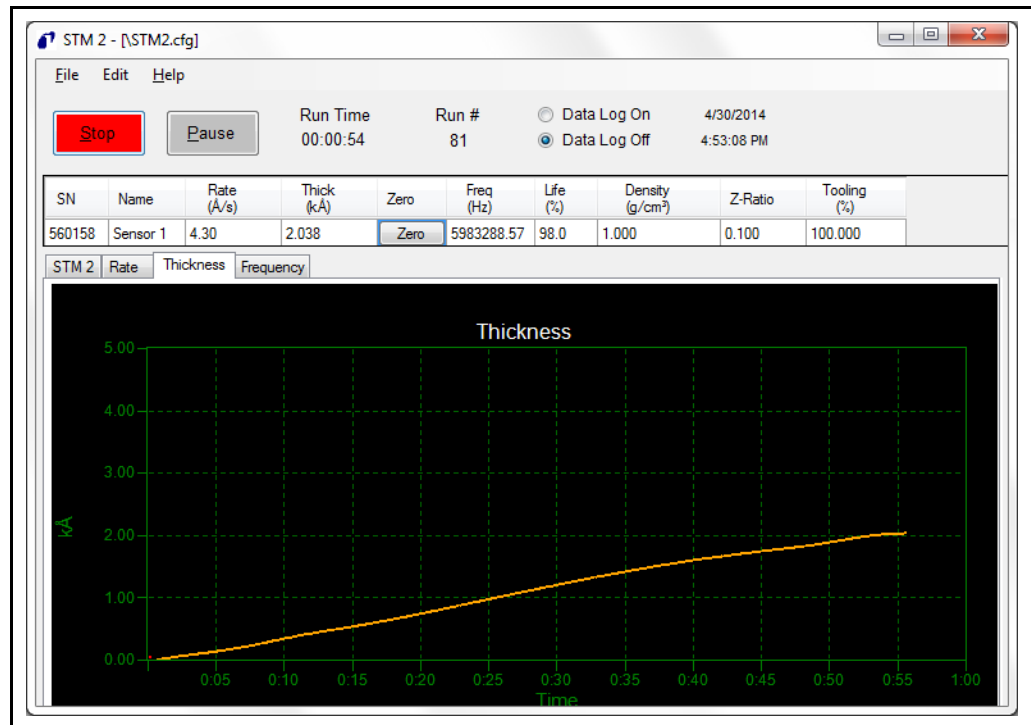 STM 2 - [\STM2.cfg]
File Edit Help
Stop Pause Run Time Run # Data Log On 4/30/2014
00:00:54 81 Data Log Off 4:53:08 PM
SN Name Rate (Å/s) Thick (kÅ) Zero Freq (Hz) Life (%) Density (g/cm³) Z-Ratio Tooling (%)
560158 Sensor 1 4.30 2.038 Zero 5983288.57 98.0 1.000 0.100 100.000
STM 2 Rate Thickness Frequency
Thickness
5.00
4.00
3.00
kÅ
2.00
1.00
0.00
0:05 0:10 0:15 0:20 0:25 0:30 0:35 0:40 0:45 0:50 0:55 1:00
Time